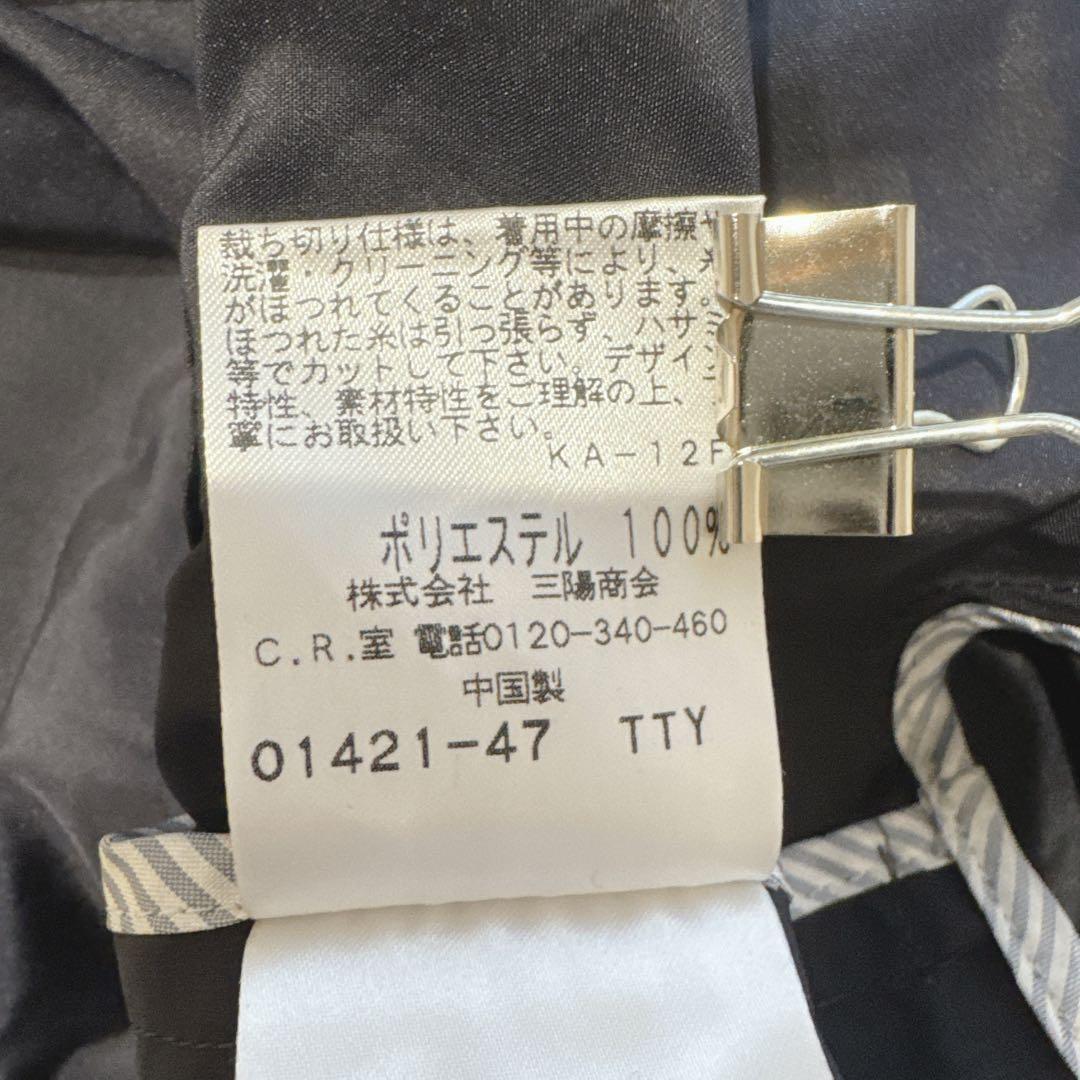 裁ち切り仕様は、着用中の摩擦や
洗濯・クリーニング等により、糸
がほつれてくることがあります。
ほつれた糸は引っ張らず、ハサミ
等でカットして下さい。デザイン
特性、素材特性をご理解の上、
寧にお取扱い下さい。
KA-12F
ポリエステル 100%
株式会社 三陽商会
C.R.室 電話0120-340-460
中国製
01421-47 TTY